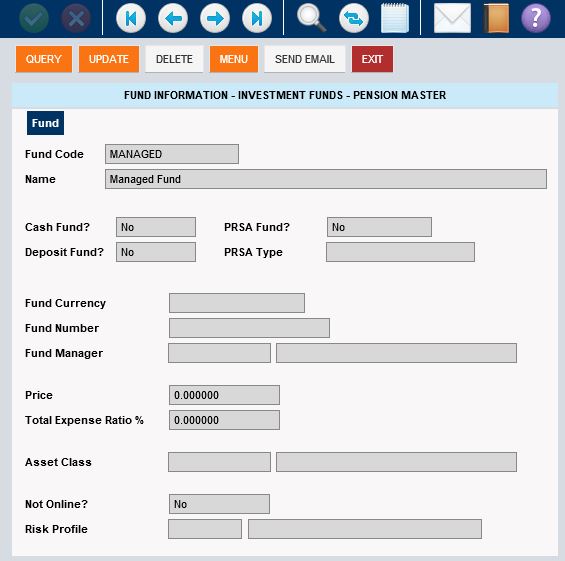 ?
QUERY UPDATE DELETE MENU SEND EMAIL EXIT
FUND INFORMATION - INVESTMENT FUNDS - PENSION MASTER
Fund
Fund Code MANAGED
Name Managed Fund
Cash Fund? No PRSA Fund? No
Deposit Fund? No PRSA Type
Fund Currency
Fund Number
Fund Manager
Price 0.000000
Total Expense Ratio % 0.000000
Asset Class
Not Online? No
Risk Profile